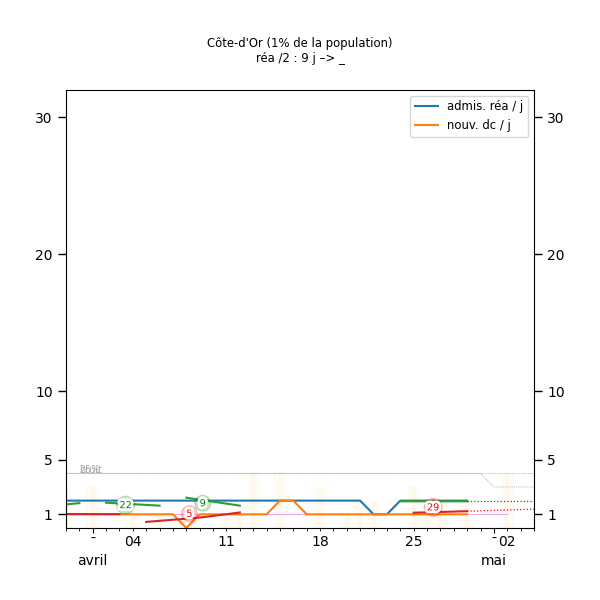 Côte-d'Or (1% de la population)
réa /2 : 9 j –> _
admis. réa / j
nouv. dc / j
30 30
20 20
10 10
5 5
1 1
22
5
9
29
- 04 11 18 25 - 02
avril mai